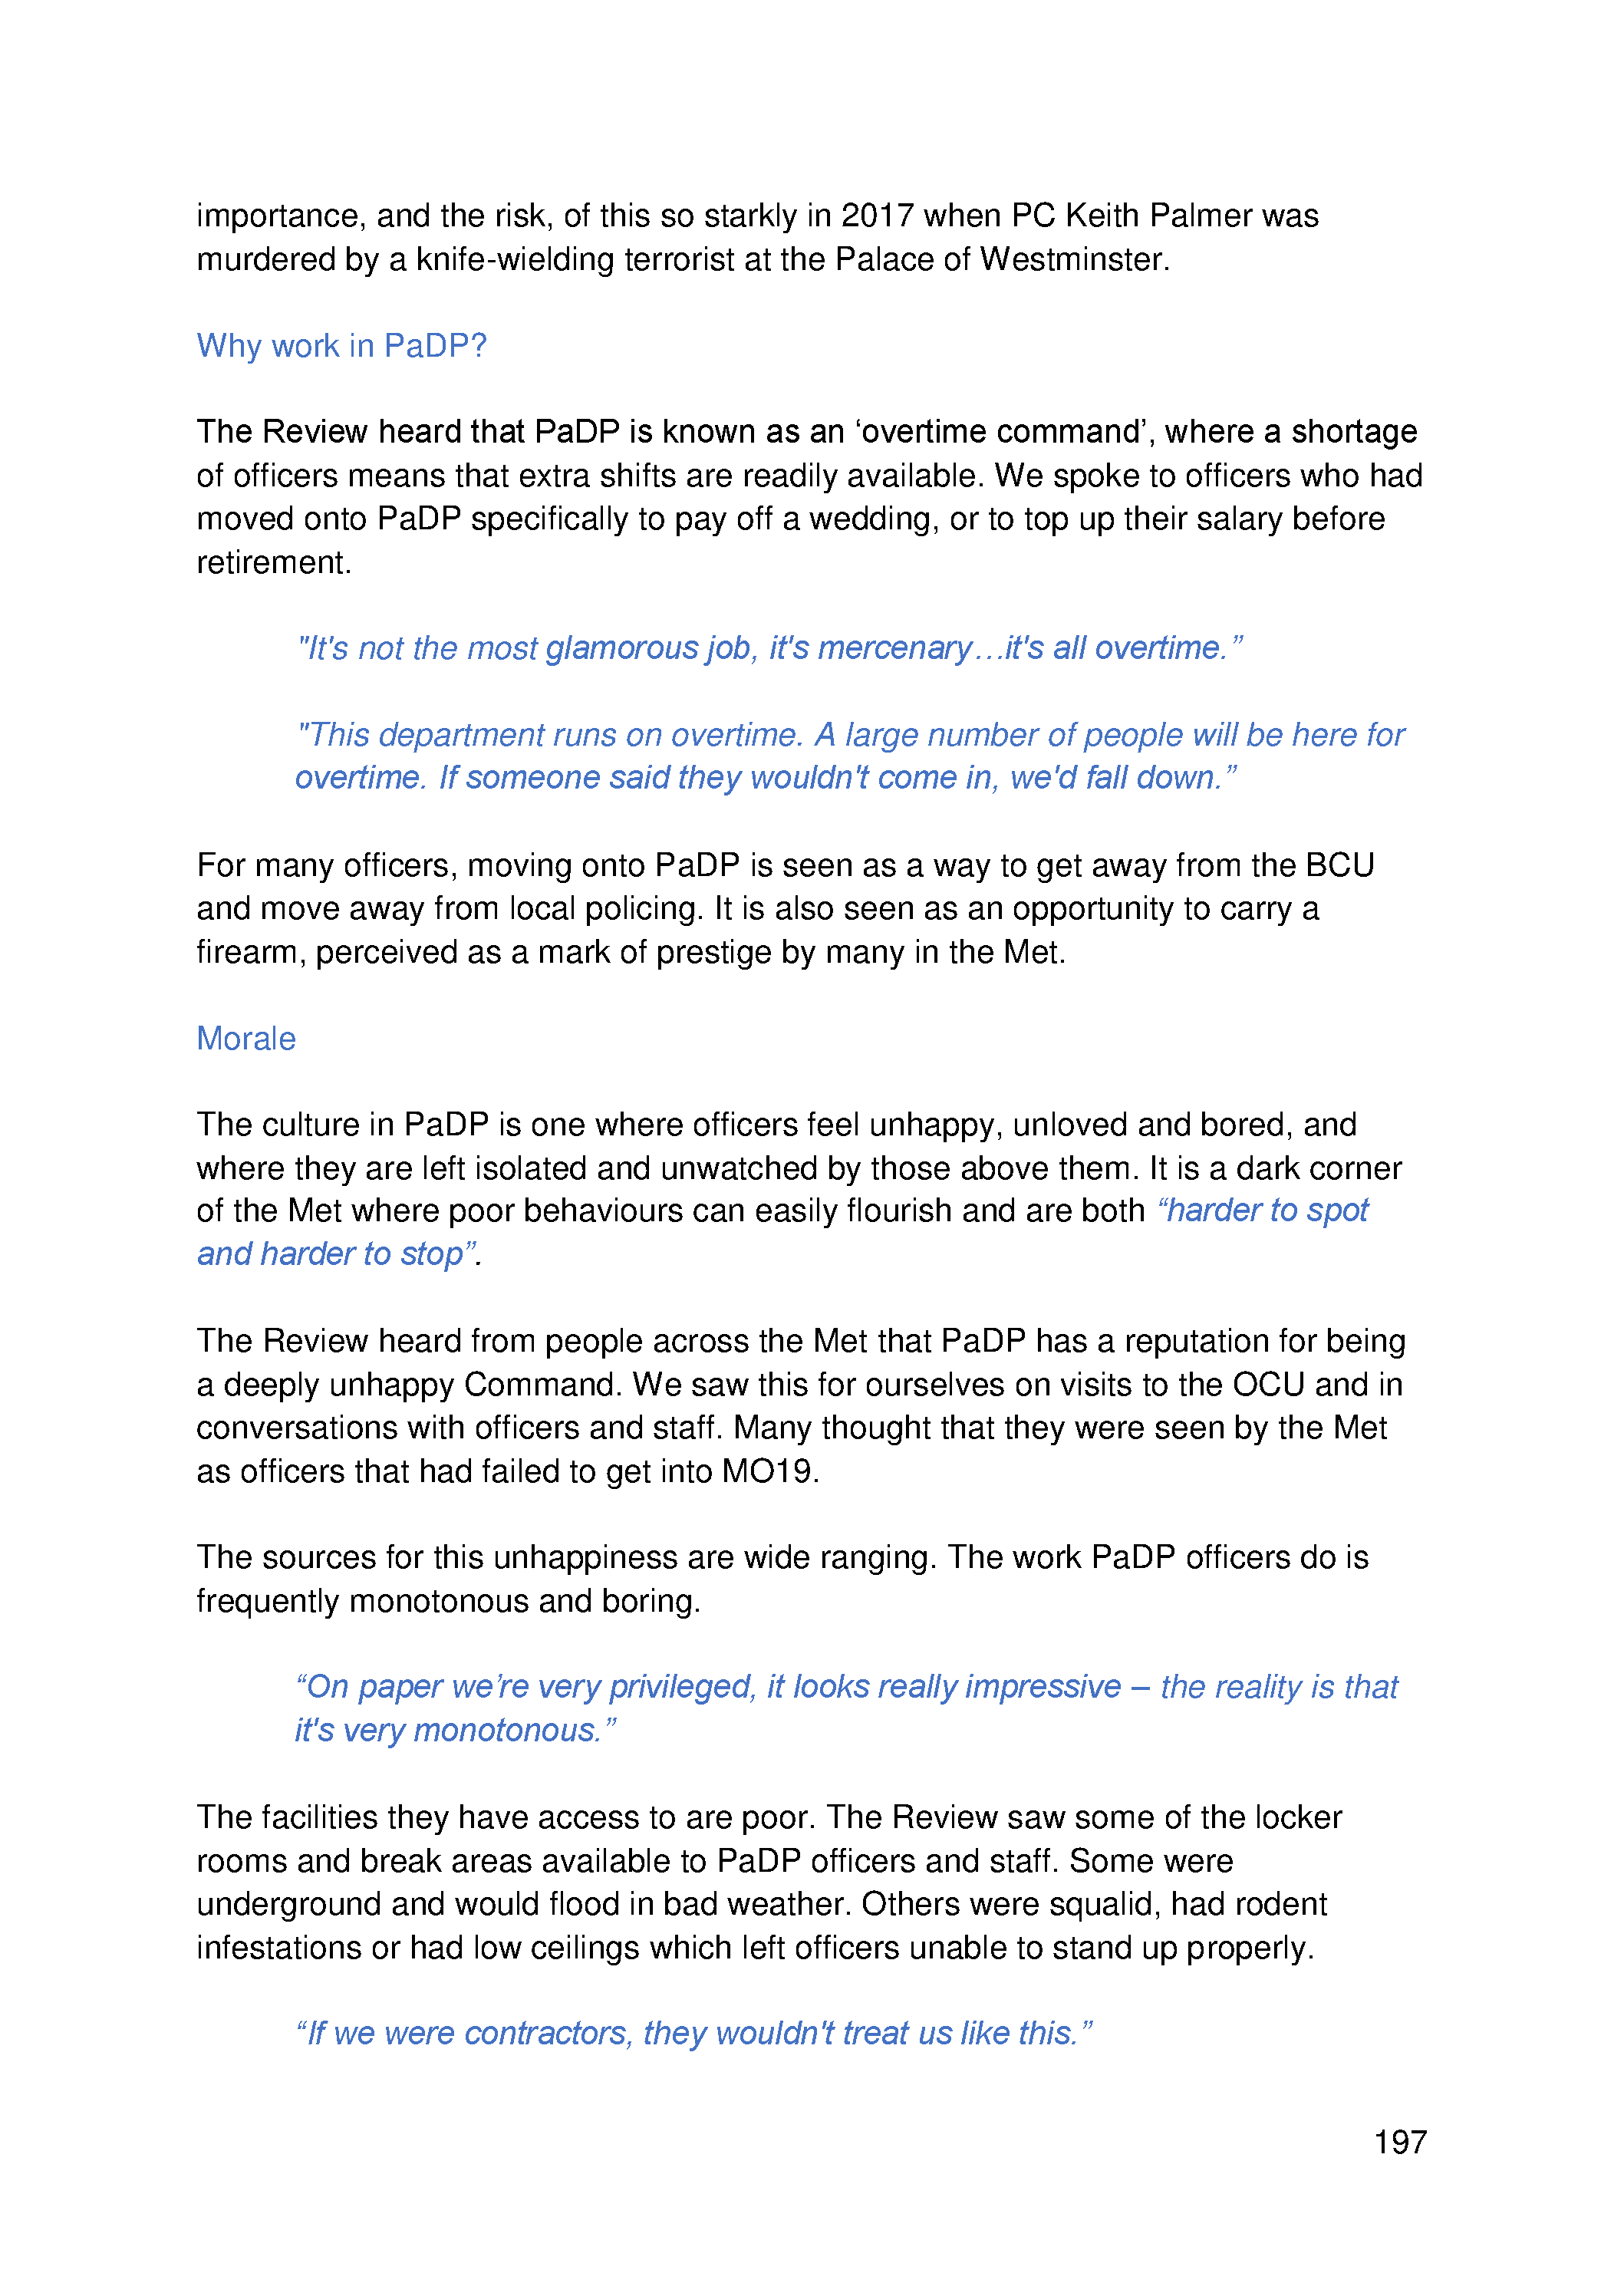 importance, and the risk, of this so starkly in 2017 when PC Keith Palmer was
murdered by a knife-wielding terrorist at the Palace of Westminster.
Why work in PaDP?
The Review heard that PaDP is known as an ‘overtime command’, where a shortage
of officers means that extra shifts are readily available. We spoke to officers who had
moved onto PaDP specifically to pay off a wedding, or to top up their salary before
retirement.
"It's not the most glamorous job, it's mercenary…it's all overtime.”
"This department runs on overtime. A large number of people will be here for
overtime. If someone said they wouldn't come in, we'd fall down.”
For many officers, moving onto PaDP is seen as a way to get away from the BCU
and move away from local policing. It is also seen as an opportunity to carry a
firearm, perceived as a mark of prestige by many in the Met.
Morale
The culture in PaDP is one where officers feel unhappy, unloved and bored, and
where they are left isolated and unwatched by those above them. It is a dark corner
of the Met where poor behaviours can easily flourish and are both “harder to spot
and harder to stop”.
The Review heard from people across the Met that PaDP has a reputation for being
a deeply unhappy Command. We saw this for ourselves on visits to the OCU and in
conversations with officers and staff. Many thought that they were seen by the Met
as officers that had failed to get into MO19.
The sources for this unhappiness are wide ranging. The work PaDP officers do is
frequently monotonous and boring.
“On paper we’re very privileged, it looks really impressive – the reality is that
it's very monotonous.”
The facilities they have access to are poor. The Review saw some of the locker
rooms and break areas available to PaDP officers and staff. Some were
underground and would flood in bad weather. Others were squalid, had rodent
infestations or had low ceilings which left officers unable to stand up properly.
“If we were contractors, they wouldn't treat us like this.”
197